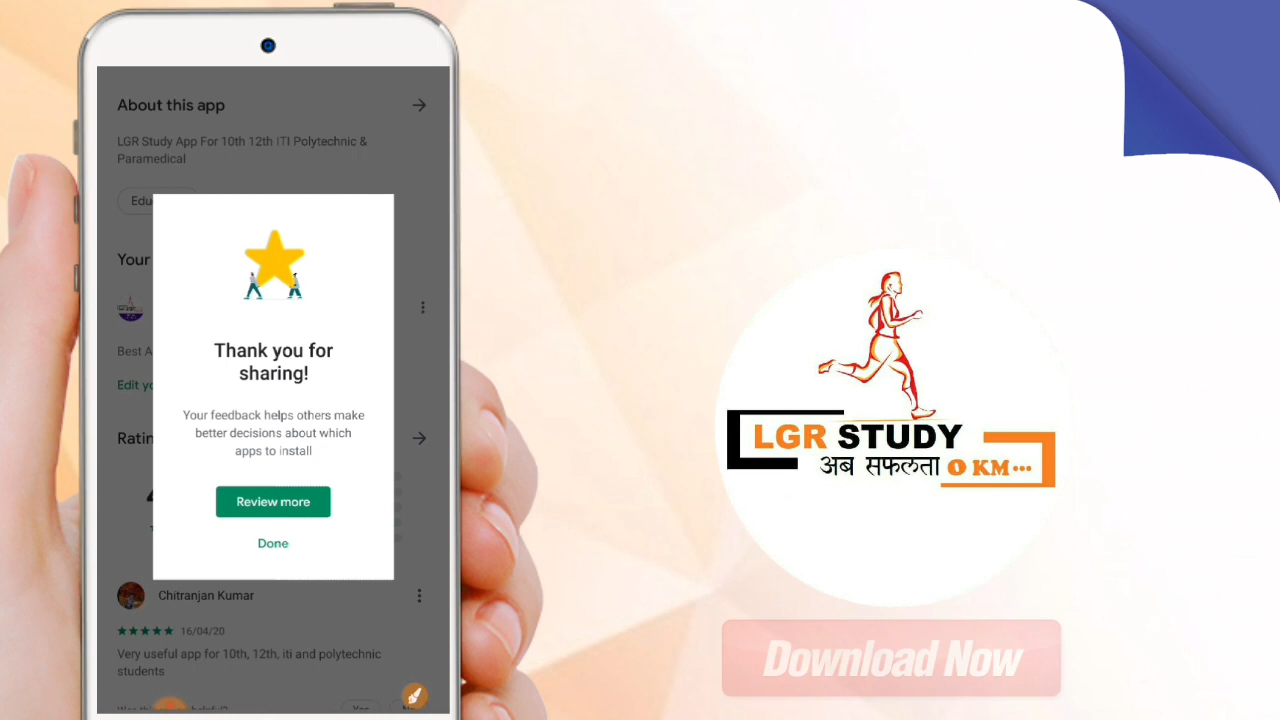 About this app
LGR Study App For 10th 12th ITI Polytechnic &
Paramedical
Your
Thank you for
sharing!
Best
Your feedback helps others make
better decisions about which
apps to install
Review more
Done
Chitranjan Kumar
16/04/20
Very useful app for 10th, 12th, iti and polytechnic
students
LGR STUDY
अब सफलता 0 KM...
Download Now